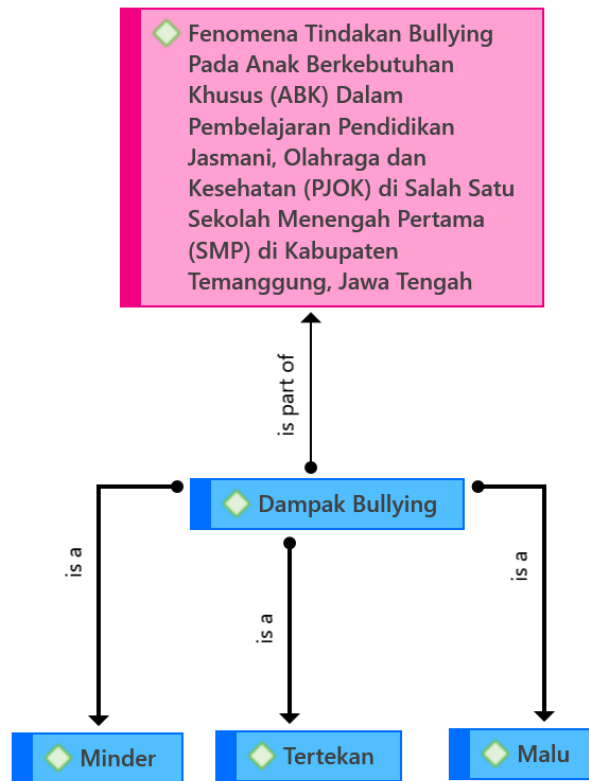 Fenomena Tindakan Bullying
Pada Anak Berkebutuhan
Khusus (ABK) Dalam
Pembelajaran Pendidikan
Jasmani, Olahraga dan
Kesehatan (PJOK) di Salah Satu
Sekolah Menengah Pertama
(SMP) di Kabupaten
Temanggung, Jawa Tengah
is part of
Dampak Bullying
is a
is a
is a
Minder
Tertekan
Malu